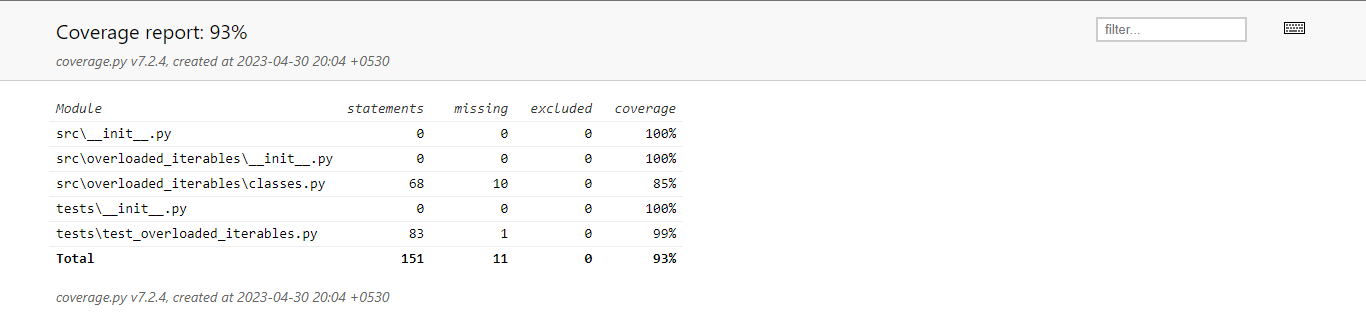 Coverage report: 93%
filter...
coverage.py v7.2.4, created at 2023-04-30 20:04 +0530
Module statements missing excluded coverage
src\__init__.py 0 0 0 100%
src\overloaded_iterables\__init__.py 0 0 0 100%
src\overloaded_iterables\classes.py 68 10 0 85%
tests\__init__.py 0 0 0 100%
tests\test_overloaded_iterables.py 83 1 0 99%
Total 151 11 0 93%
coverage.py v7.2.4, created at 2023-04-30 20:04 +0530